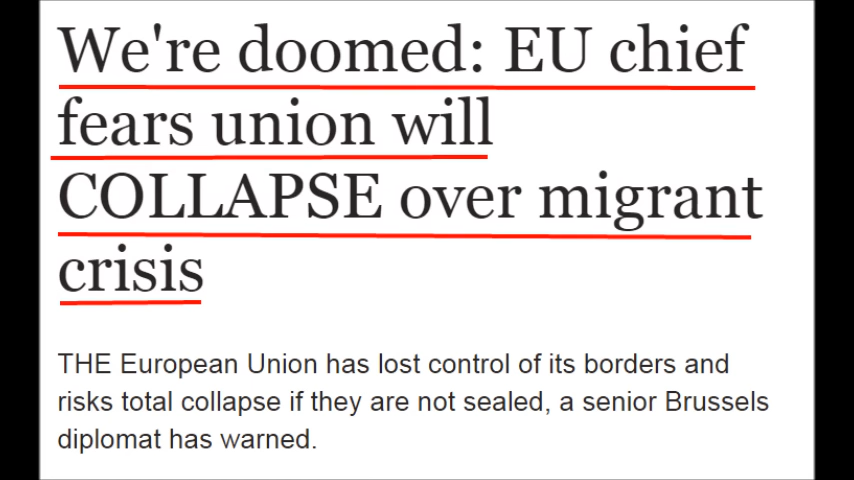 We're doomed: EU chief
fears union will
COLLAPSE over migrant
crisis
THE European Union has lost control of its borders and
risks total collapse if they are not sealed, a senior Brussels
diplomat has warned.